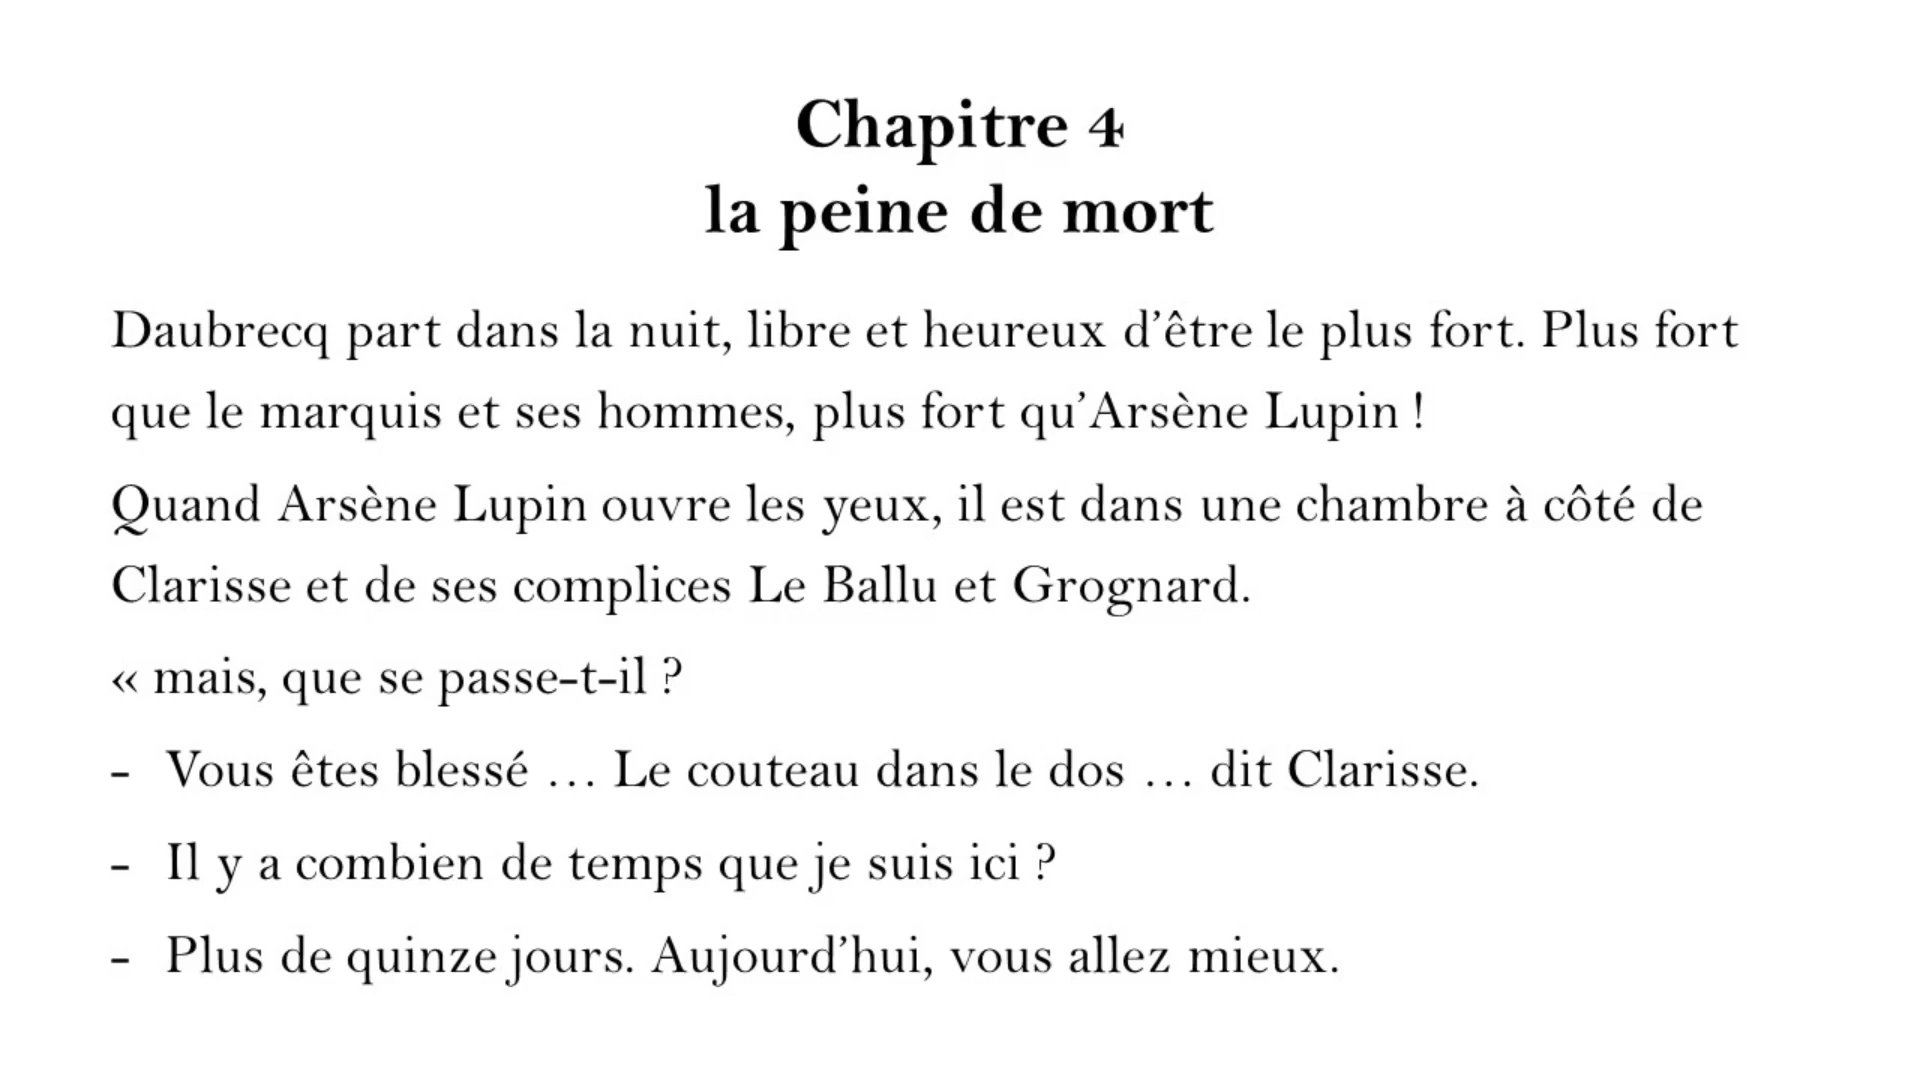 Chapitre 4
la peine de mort
Daubrecq part dans la nuit, libre et heureux d’être le plus fort. Plus fort
que le marquis et ses hommes, plus fort qu’Arsène Lupin !
Quand Arsène Lupin ouvre les yeux, il est dans une chambre à côté de
Clarisse et de ses complices Le Ballu et Grognard.
« mais, que se passe-t-il ?
- Vous êtes blessé … Le couteau dans le dos … dit Clarisse.
- Il y a combien de temps que je suis ici ?
- Plus de quinze jours. Aujourd’hui, vous allez mieux.